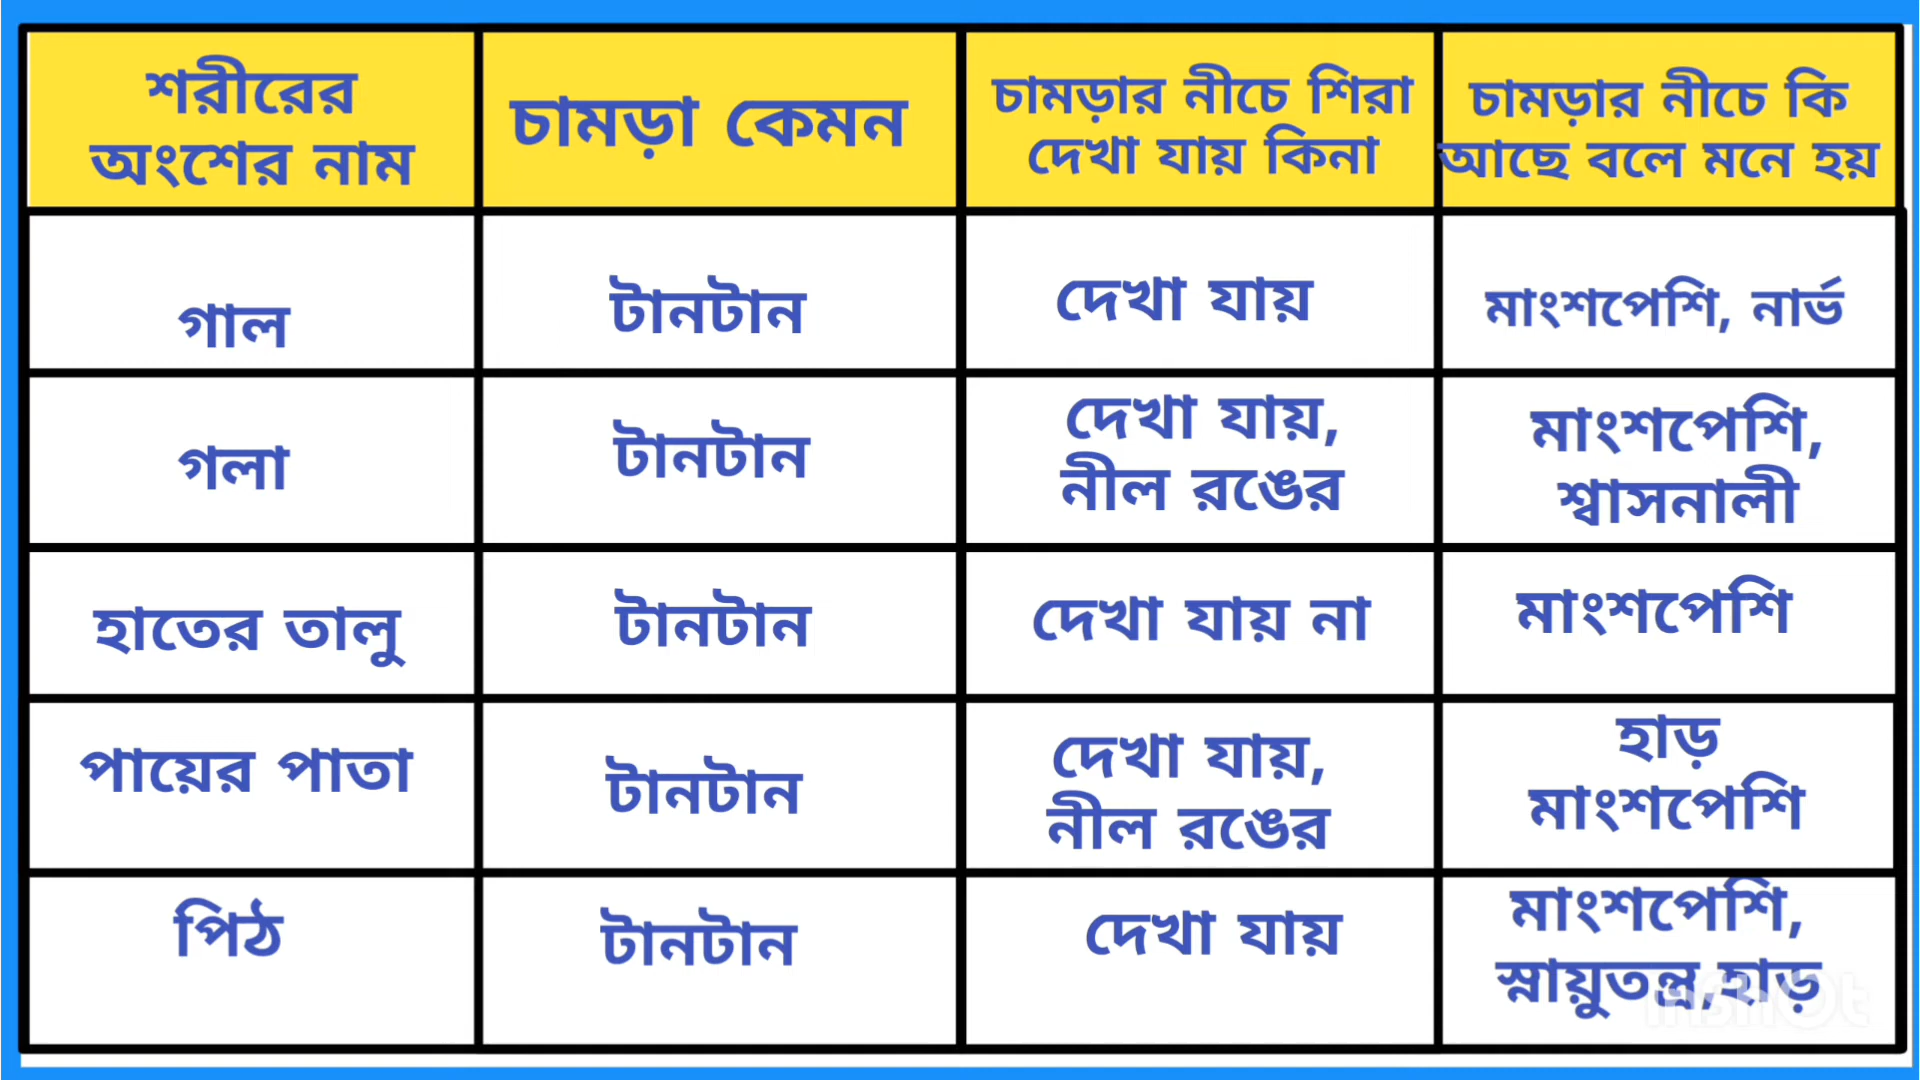 শরীরের
অংশের নাম
চামড়া কেমন
চামড়ার নীচে শিরা
দেখা যায় কিনা
চামড়ার নীচে কি
আছে বলে মনে হয়
গাল
টানটান
দেখা যায়
মাংশপেশি, নার্ভ
গলা
টানটান
দেখা যায়,
নীল রঙের
মাংশপেশি,
শ্বাসনালী
হাতের তালু
টানটান
দেখা যায় না
মাংশপেশি
পায়ের পাতা
টানটান
দেখা যায়,
নীল রঙের
হাড়
মাংশপেশি
পিঠ
টানটান
দেখা যায়
মাংশপেশি,
স্নায়ুতন্ত্র,হাড়
InShOt